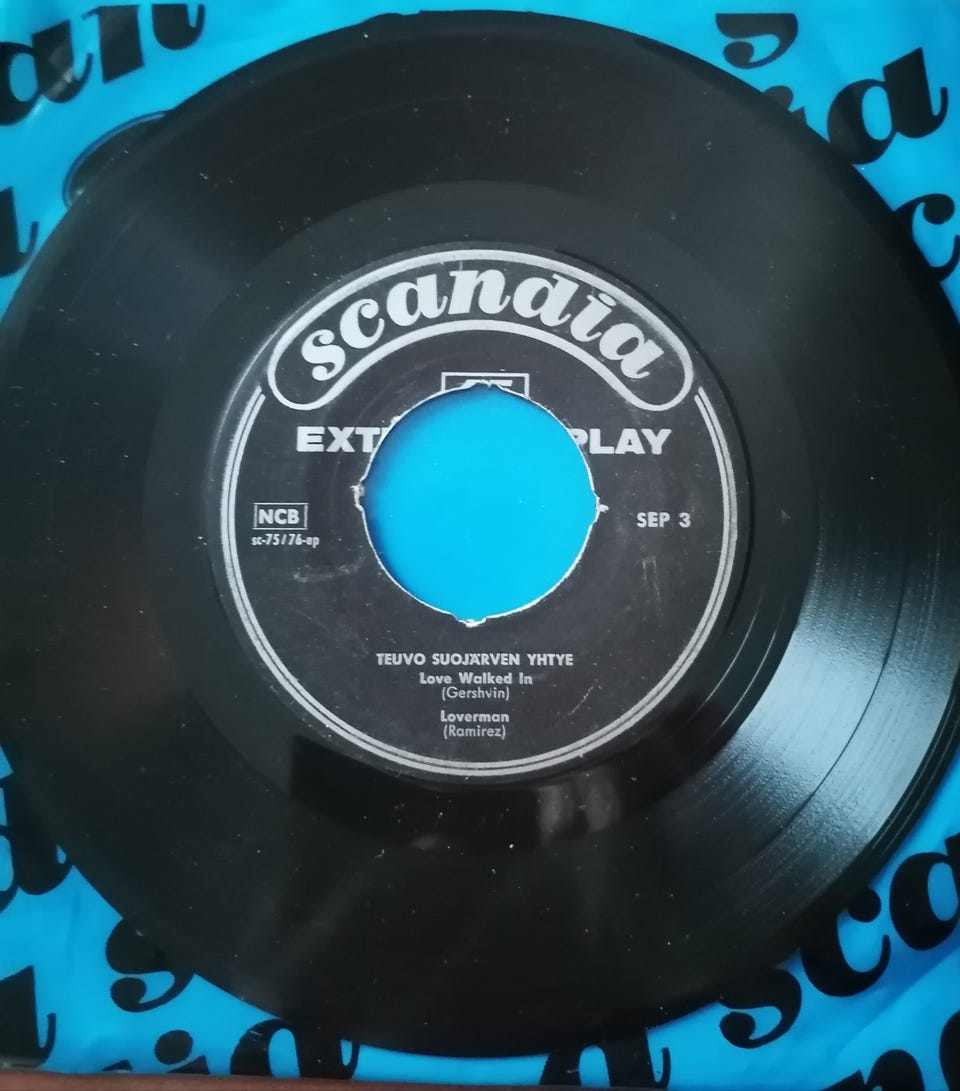 scandia
EXT PLAY
NCB
SEP 3
sc-75/76-ep
TEUVO SUOJÄRVEN YHTYE
Love Walked In
(Gershvin)
Loverman
(Ramirez)